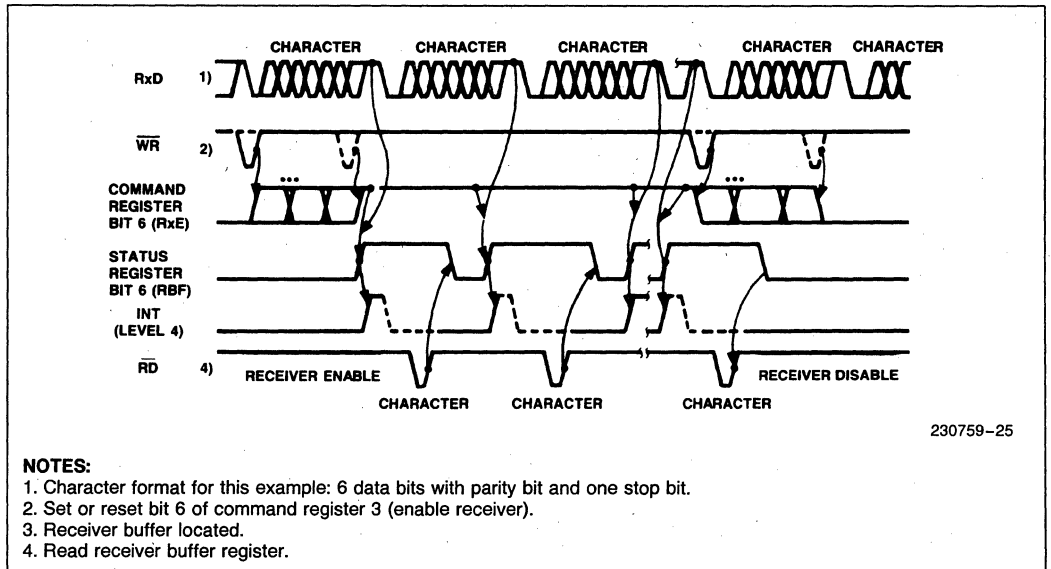 CHARACTER CHARACTER CHARACTER CHARACTER CHARACTER
RxD 1)
WR 2)
...
...
COMMAND
REGISTER
BIT 6 (RxE)
STATUS
REGISTER
BIT 6 (RBF)
INT
(LEVEL 4)
RD 4)
RECEIVER ENABLE
RECEIVER DISABLE
CHARACTER CHARACTER CHARACTER
230759–25
NOTES:
1. Character format for this example: 6 data bits with parity bit and one stop bit.
2. Set or reset bit 6 of command register 3 (enable receiver).
3. Receiver buffer located.
4. Read receiver buffer register.